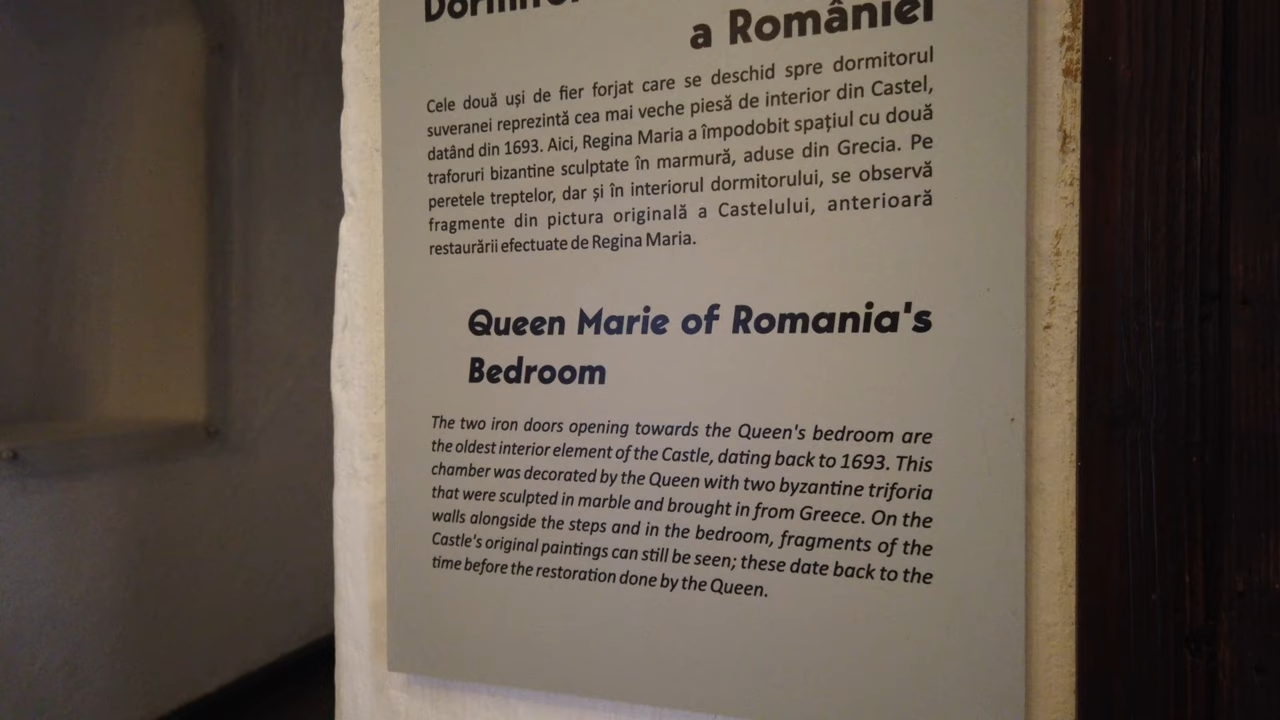 a României
Cele două uși de fier forjat care se deschid spre dormitorul
suveranei reprezintă cea mai veche piesă de interior din Castel,
datând din 1693. Aici, Regina Maria a împodobit spațiul cu două
traforuri bizantine sculptate în marmură, aduse din Grecia. Pe
peretele treptelor, dar și în interiorul dormitorului, se observă
fragmente din pictura originală a Castelului, anterioară
restaurării efectuate de Regina Maria.
Queen Marie of Romania's
Bedroom
The two iron doors opening towards the Queen's bedroom are
the oldest interior element of the Castle, dating back to 1693. This
chamber was decorated by the Queen with two byzantine triforia
that were sculpted in marble and brought in from Greece. On the
walls alongside the steps and in the bedroom, fragments of the
Castle's original paintings can still be seen; these date back to the
time before the restoration done by the Queen.